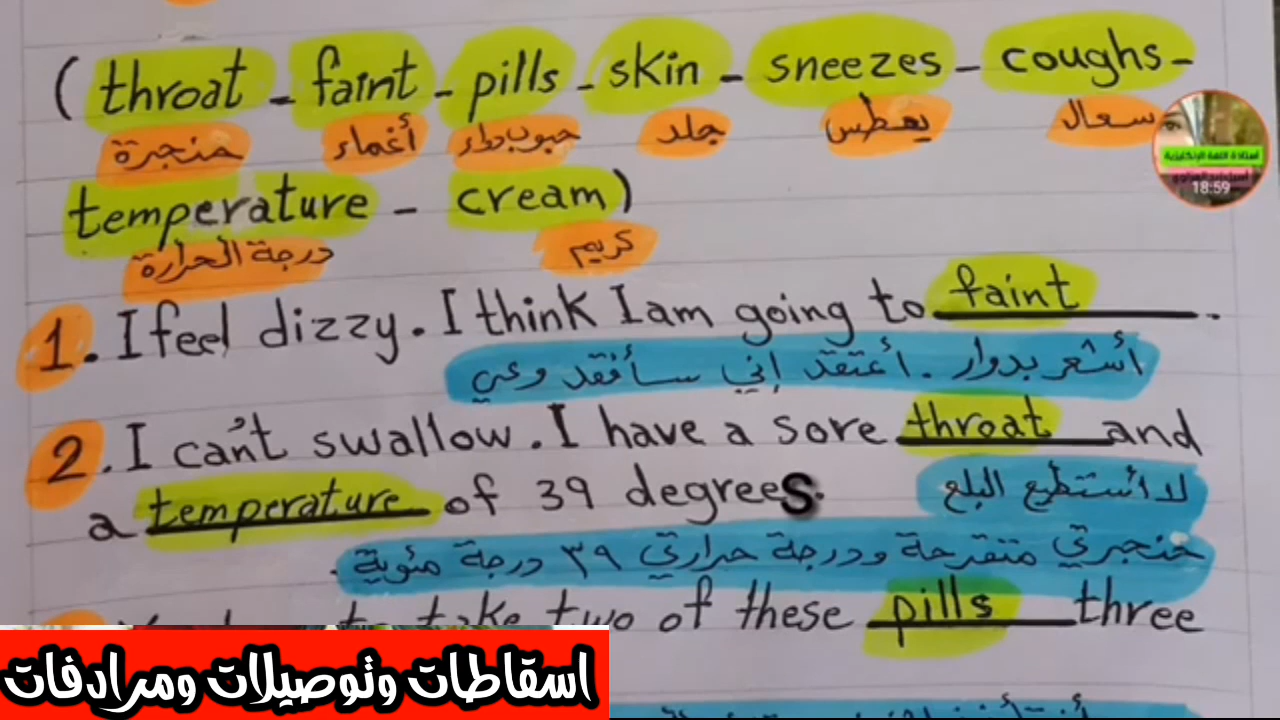 ( throat - faint - pills - skin - sneezes - coughs -
حنجرة أغماء حبوب دواء جلد يعطس سعال
temperature - cream )
درجة الحرارة كريم
1. I feel dizzy. I think I am going to faint.
أشعر بدوار. أعتقد إني سأفقد وعي
2. I can't swallow. I have a sore throat and
a temperature of 39 degrees.
لا أستطيع البلع
حنجرتي متقرحة ودرجة حرارتي ٣٩ درجة مئوية.
to take two of these pills three
اسقاطات وتوصيلات ومرادفات
18:59